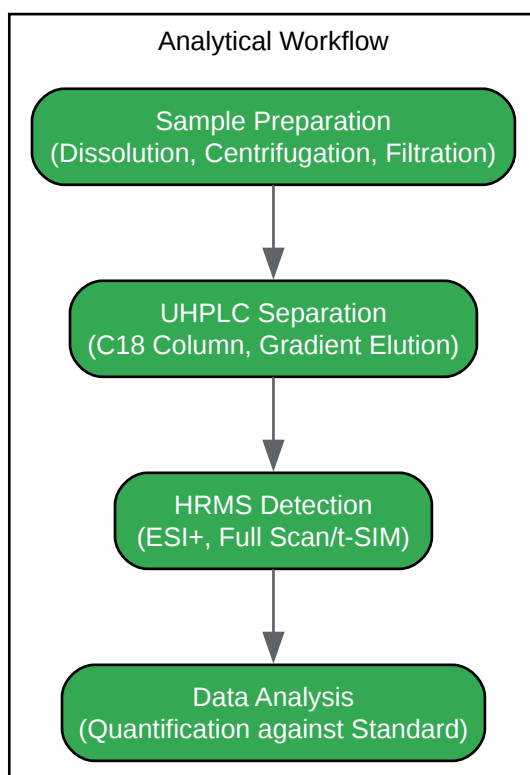 Analytical Workflow
Sample Preparation
(Dissolution, Centrifugation, Filtration)
UHPLC Separation
(C18 Column, Gradient Elution)
HRMS Detection
(ESI+, Full Scan/t-SIM)
Data Analysis
(Quantification against Standard)